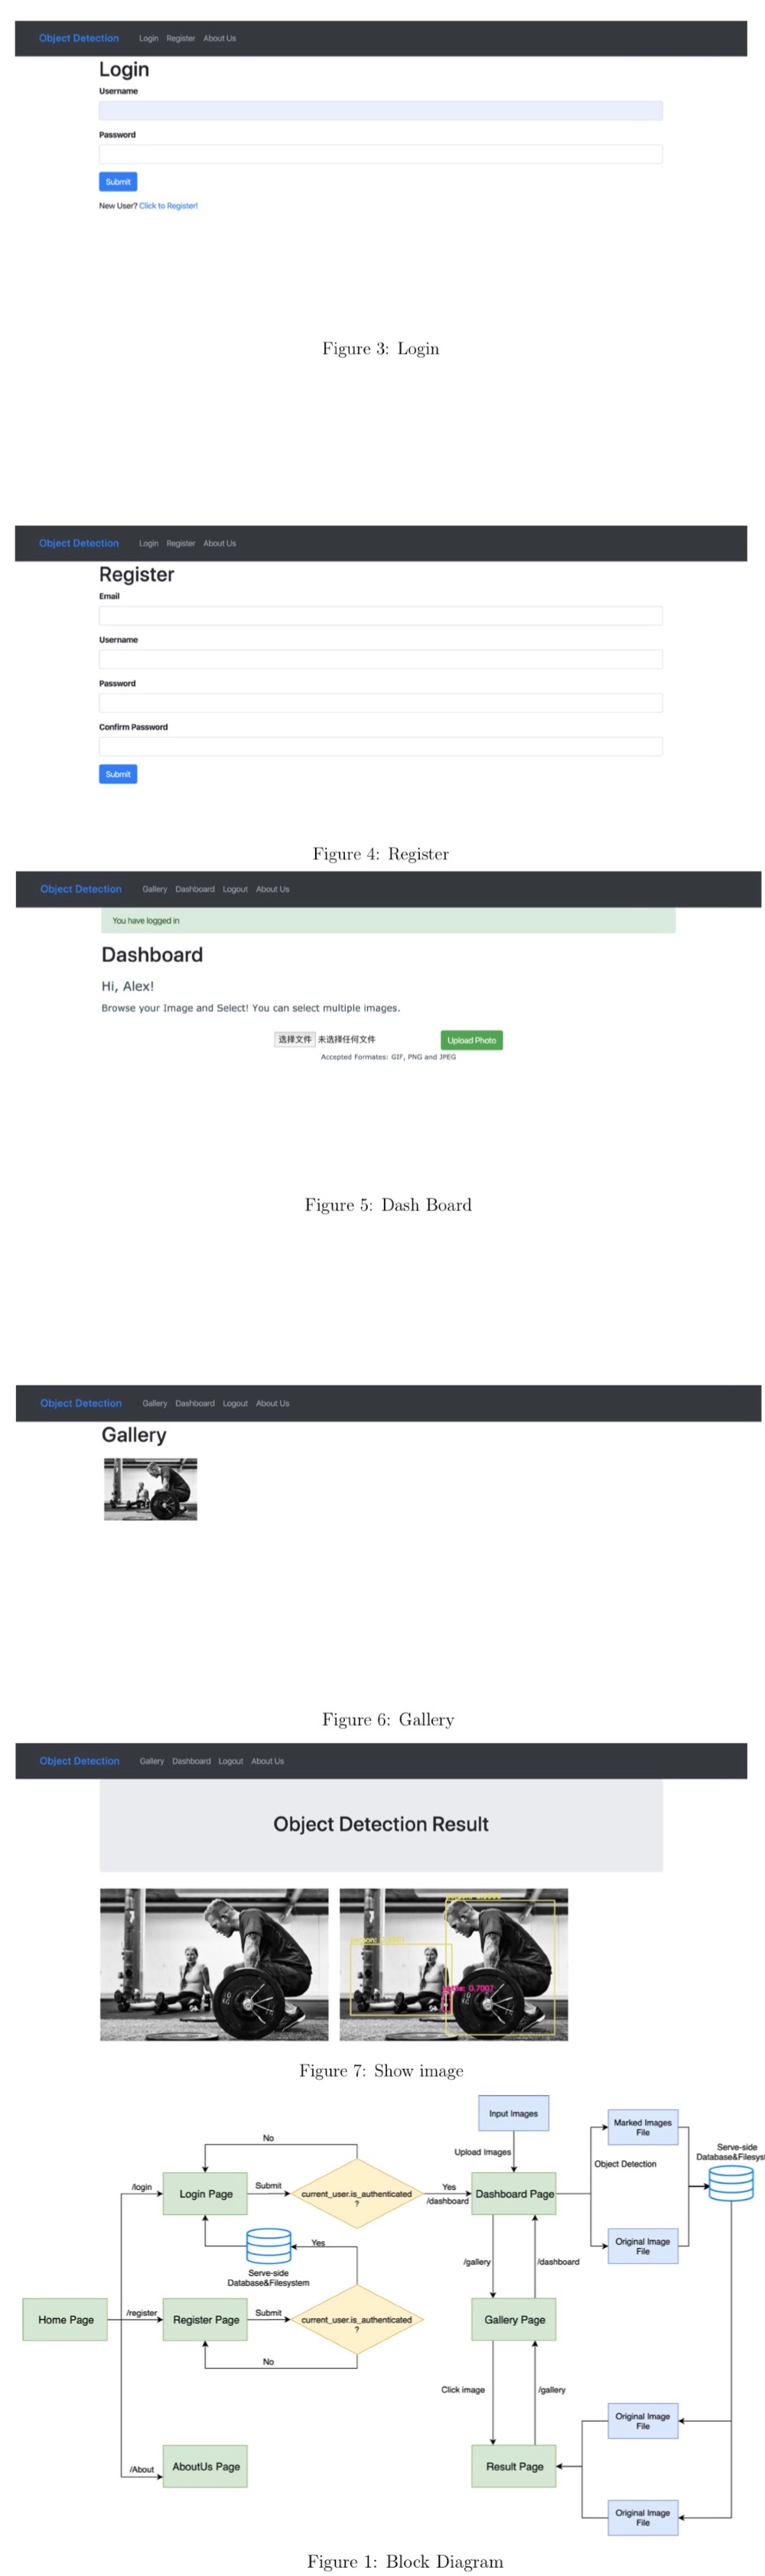 Object Detection Login Register About Us
Login
Username
Password
Submit
New User? Click to Register!
Figure 3: Login
Object Detection Login Register About Us
Register
Email
Username
Password
Confirm Password
Submit
Figure 4: Register
Object Detection Gallery Dashboard Logout About Us
You have logged in
Dashboard
Hi, Alex!
Browse your Image and Select! You can select multiple images.
选择文件 未选择任何文件 Upload Photo
Accepted Formates: GIF, PNG and JPEG
Figure 5: Dash Board
Object Detection Gallery Dashboard Logout About Us
Gallery
Figure 6: Gallery
Object Detection Gallery Dashboard Logout About Us
Object Detection Result
0.7007
Figure 7: Show image
Input Images
Upload Images
Marked Images
File
Object Detection
Serve-side
Database&Filesyst
No
/login
Login Page
Submit
current_user.is_authenticated
?
Yes
/dashboard
Dashboard Page
Original Image
File
Yes
Serve-side
Database&Filesystem
/gallery
/dashboard
Home Page
/register
Register Page
Submit
current_user.is_authenticated
?
Gallery Page
No
Click image
/gallery
Original Image
File
/About
AboutUs Page
Result Page
Original Image
File
Figure 1: Block Diagram